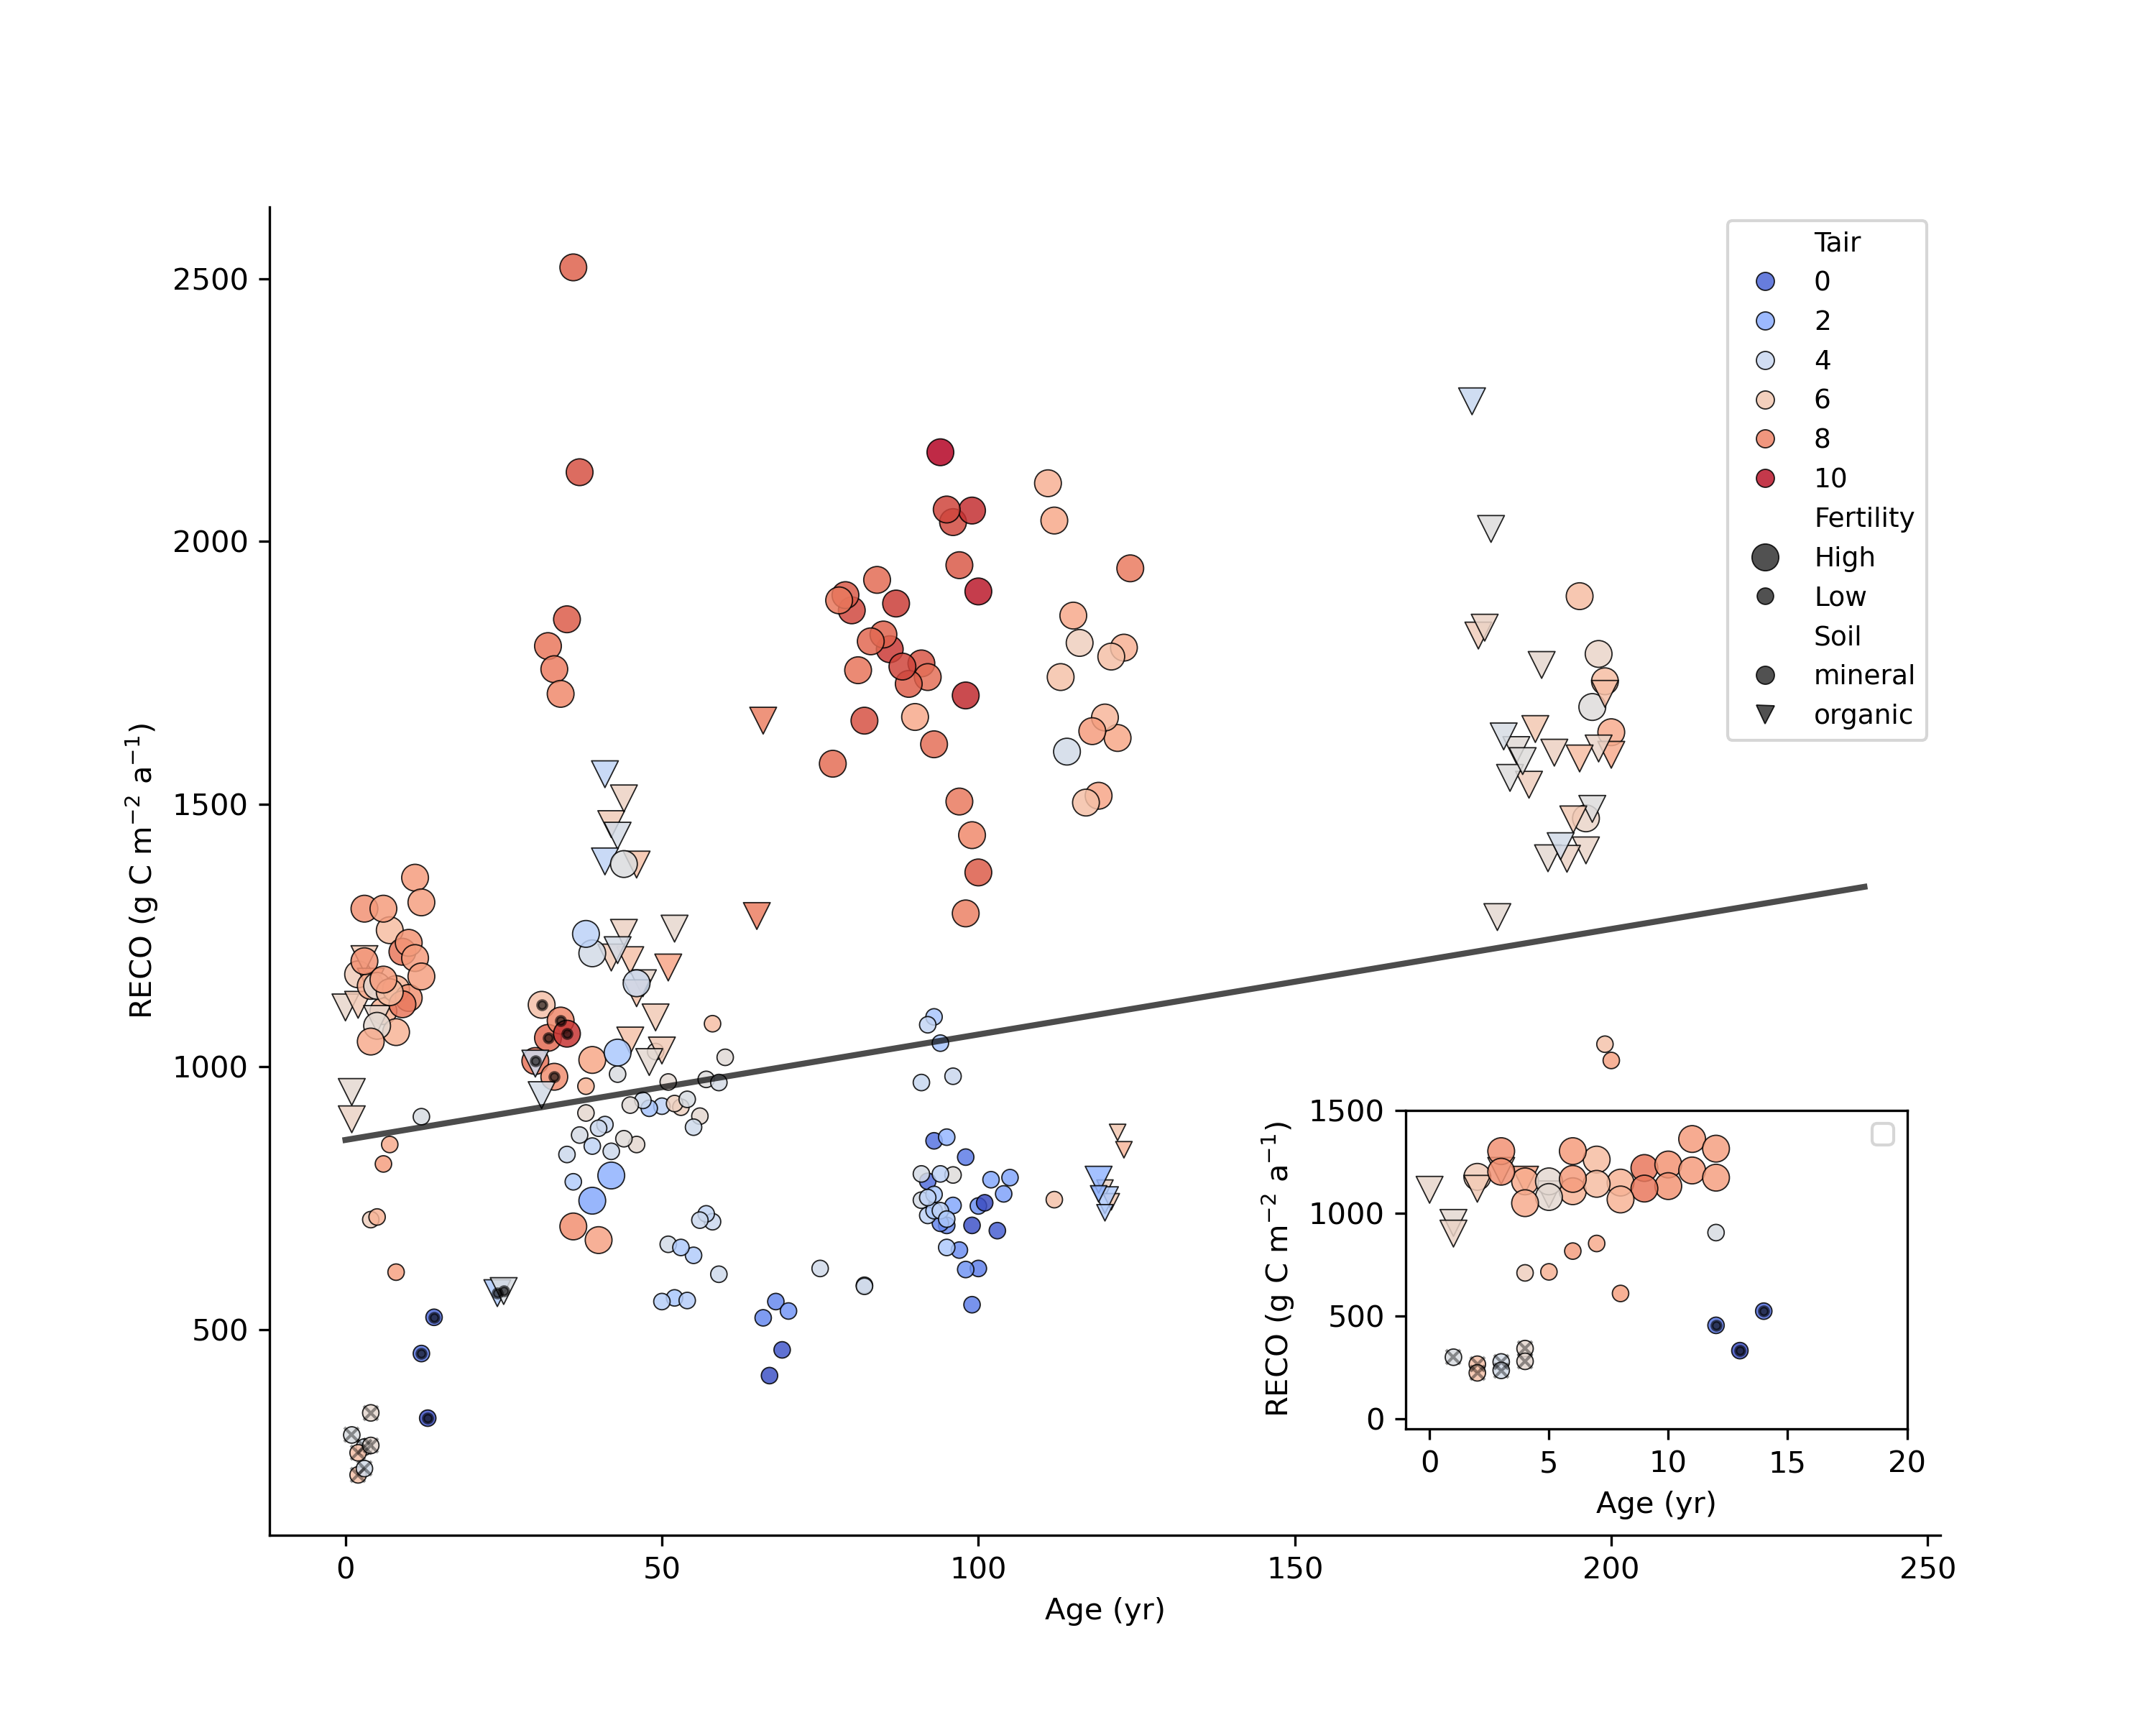 2500
2000
1500
1000
500
RECO (g C m⁻² a⁻¹)
0
50
100
150
200
250
Age (yr)
Tair
0
2
4
6
8
10
Fertility
High
Low
Soil
mineral
organic
1500
1000
500
0
RECO (g C m⁻² a⁻¹)
0
5
10
15
20
Age (yr)